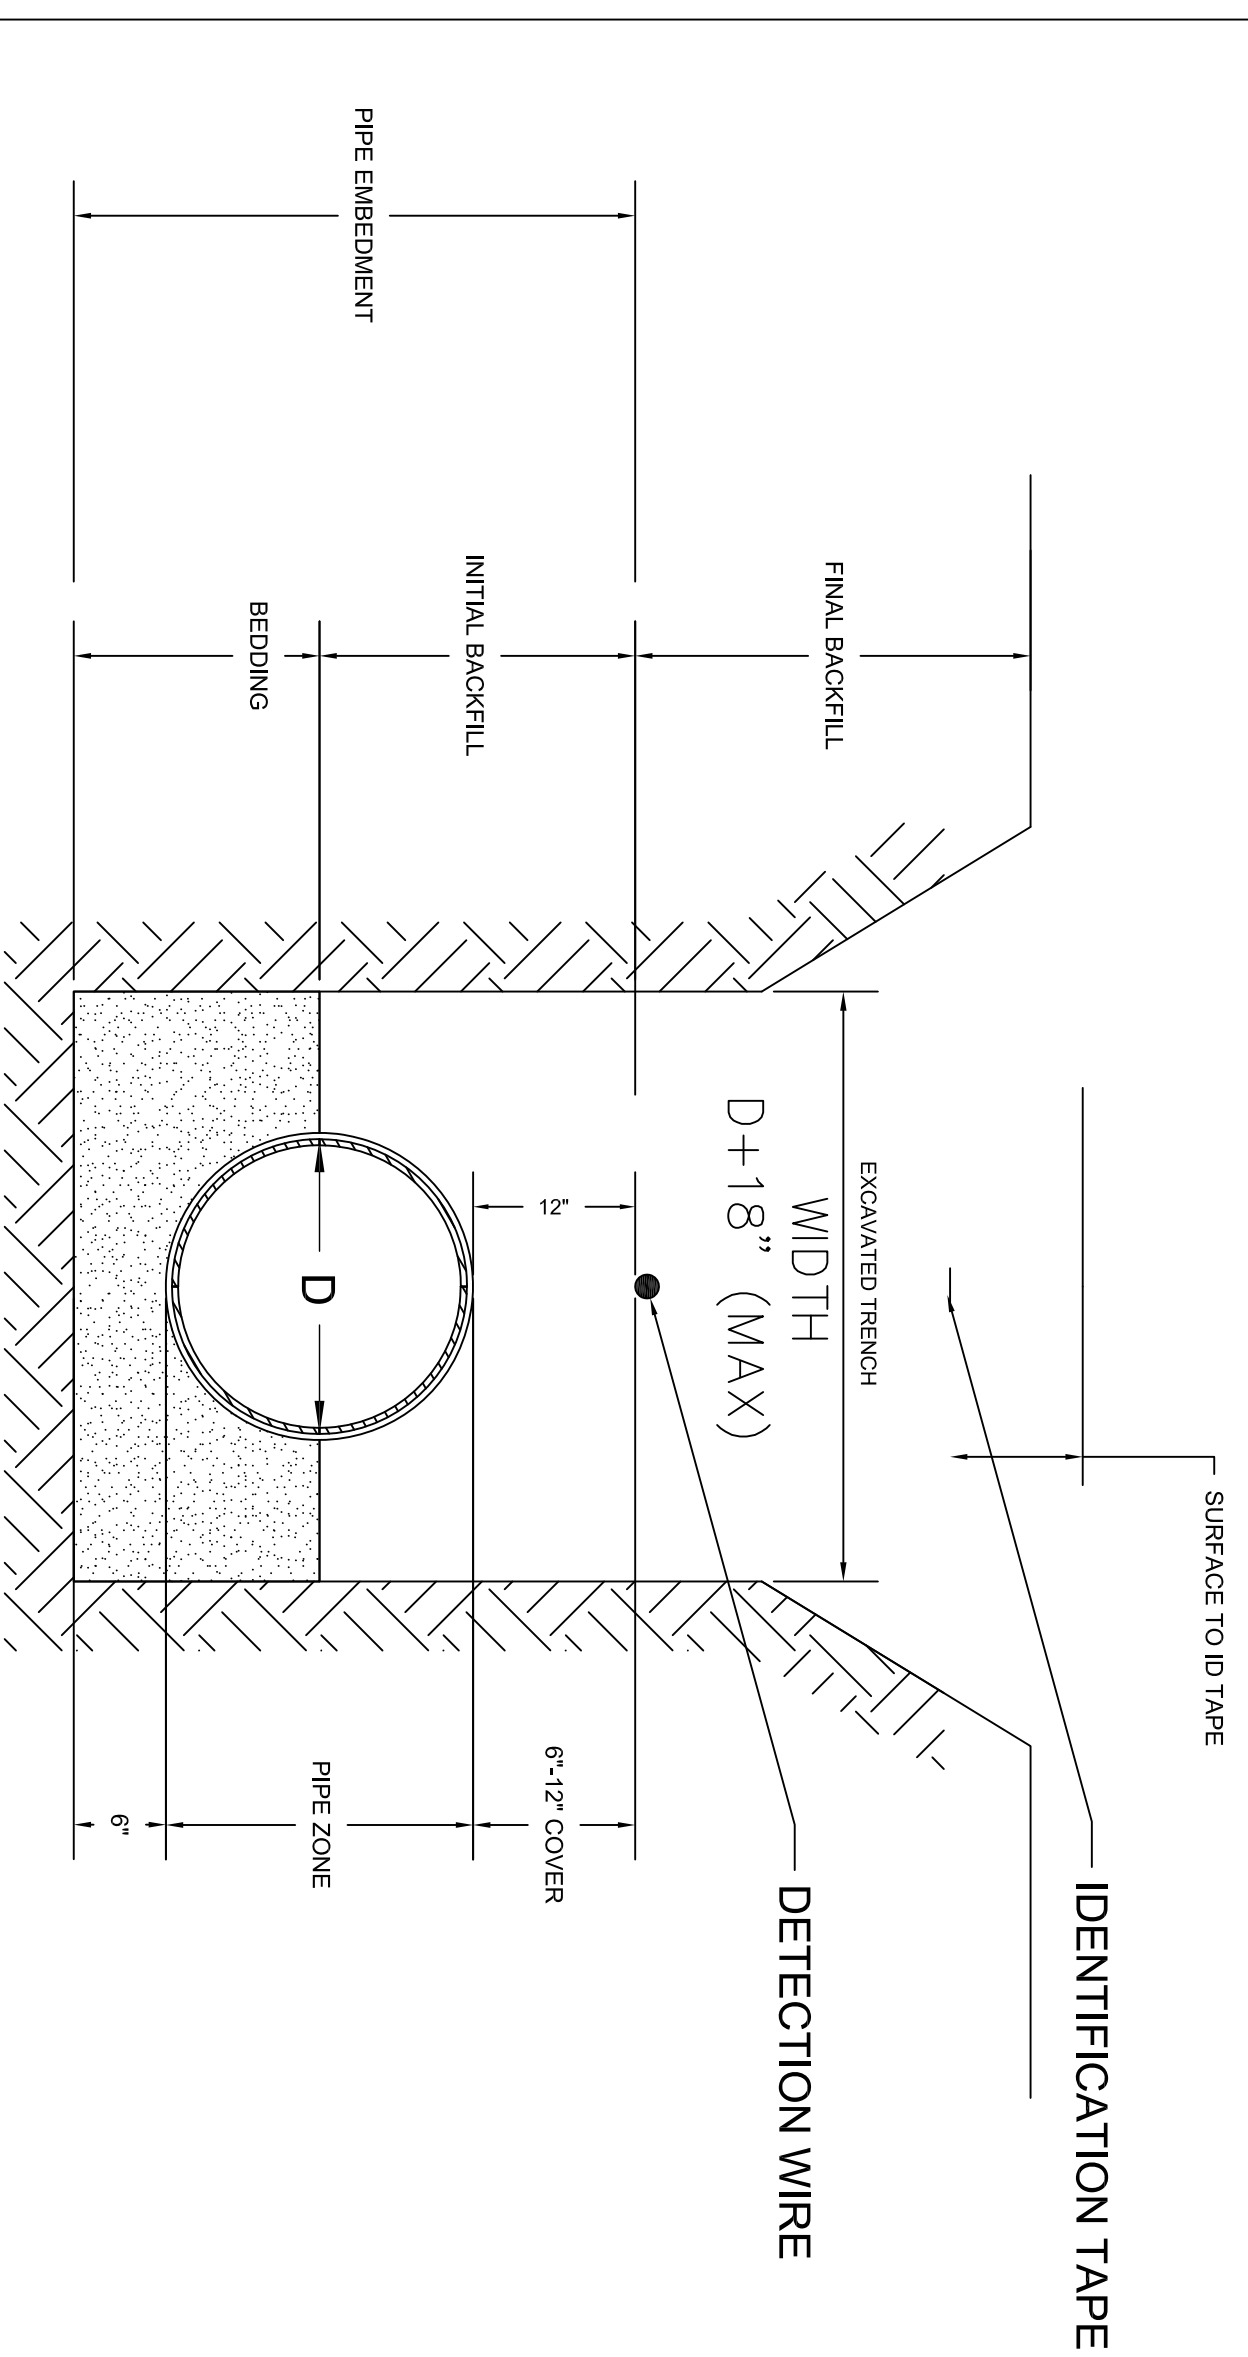 SURFACE TO ID TAPE
IDENTIFICATION TAPE
EXCAVATED TRENCH
WIDTH
D+18" (MAX)
DETECTION WIRE
FINAL BACKFILL
INITIAL BACKFILL
BEDDING
PIPE EMBEDMENT
12"
D
6"-12" COVER
PIPE ZONE
6"